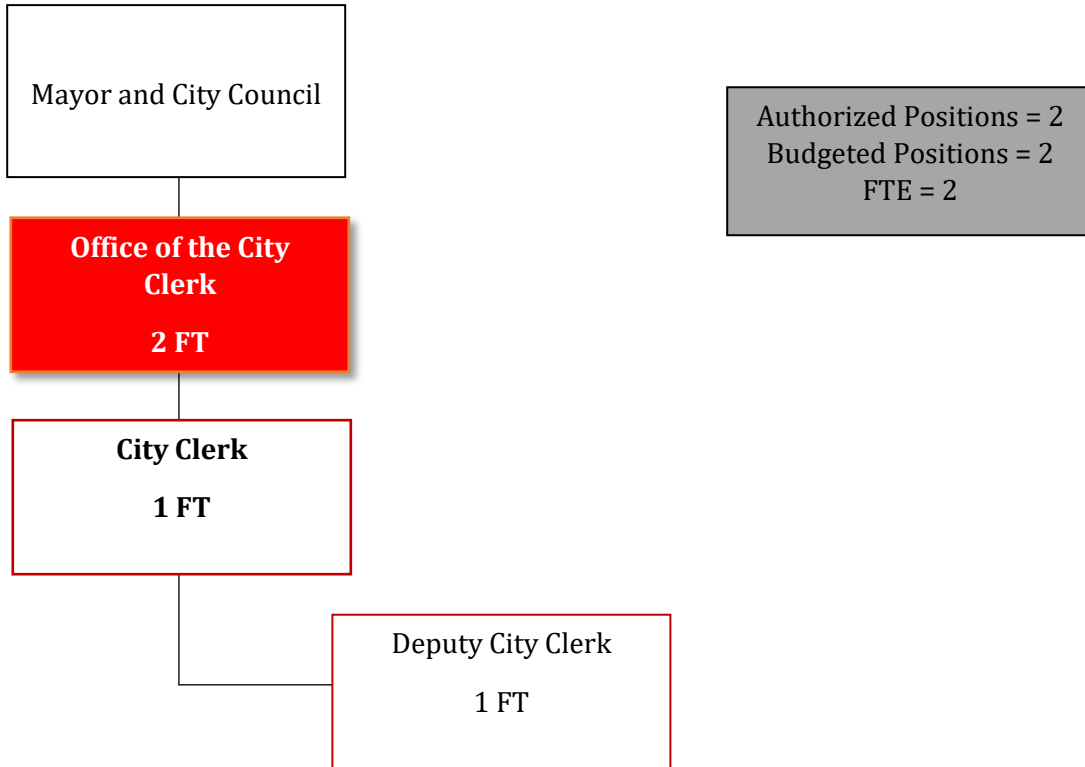 Mayor and City Council
Authorized Positions = 2
Budgeted Positions = 2
FTE = 2
Office of the City
Clerk
2 FT
City Clerk
1 FT
Deputy City Clerk
1 FT